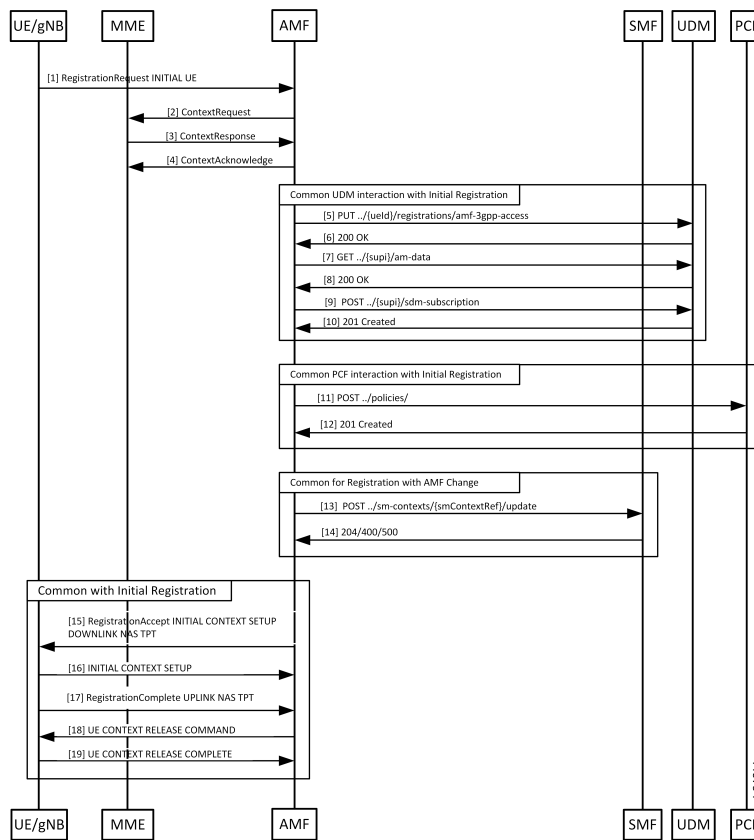 UE/gNB
MME
AMF
SMF
UDM
[1] RegistrationRequest INITIAL UE
[2] ContextRequest
[3] ContextResponse
[4] ContextAcknowledge
Common UDM interaction with Initial Registration
[5] PUT ../{ueId}/registrations/amf-3gpp-access
[6] 200 OK
[7] GET ../{supi}/am-data
[8] 200 OK
[9] POST ../{supi}/sdm-subscription
[10] 201 Created
Common PCF interaction with Initial Registration
[11] POST ../policies/
[12] 201 Created
Common for Registration with AMF Change
[13] POST ../sm-contexts/{smContextRef}/update
[14] 204/400/500
Common with Initial Registration
[15] RegistrationAccept INITIAL CONTEXT SETUP
DOWNLINK NAS TPT
[16] INITIAL CONTEXT SETUP
[17] RegistrationComplete UPLINK NAS TPT
[18] UE CONTEXT RELEASE COMMAND
[19] UE CONTEXT RELEASE COMPLETE
UE/gNB
MME
AMF
SMF
UDM